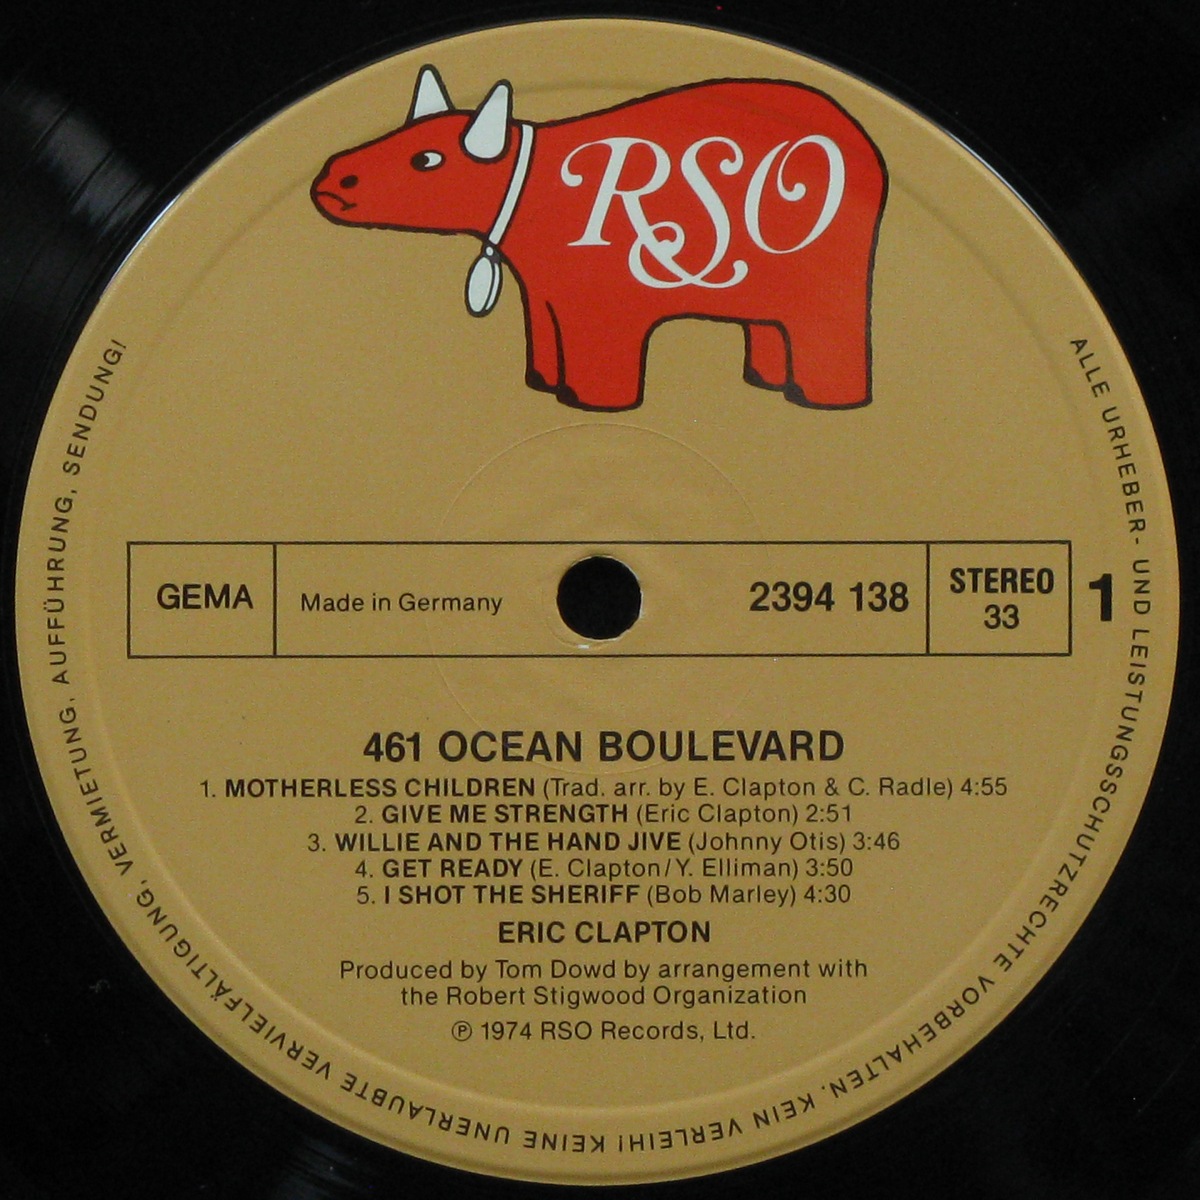 RSO
&
GEMA
Made in Germany
2394 138
STEREO
33
1
461 OCEAN BOULEVARD
1. MOTHERLESS CHILDREN (Trad. arr. by E. Clapton & C. Radle) 4:55
2. GIVE ME STRENGTH (Eric Clapton) 2:51
3. WILLIE AND THE HAND JIVE (Johnny Otis) 3:46
4. GET READY (E. Clapton/Y. Elliman) 3:50
5. I SHOT THE SHERIFF (Bob Marley) 4:30
ERIC CLAPTON
Produced by Tom Dowd by arrangement with
the Robert Stigwood Organization
℗ 1974 RSO Records, Ltd.
ALLE URHEBER- UND LEISTUNGSSCHUTZRECHTE VORBEHALTEN. KEIN VERLEIH! KEINE UNERLAUBTE VERVIELFÄLTIGUNG, VERMIETUNG, AUFFÜHRUNG, SENDUNG!